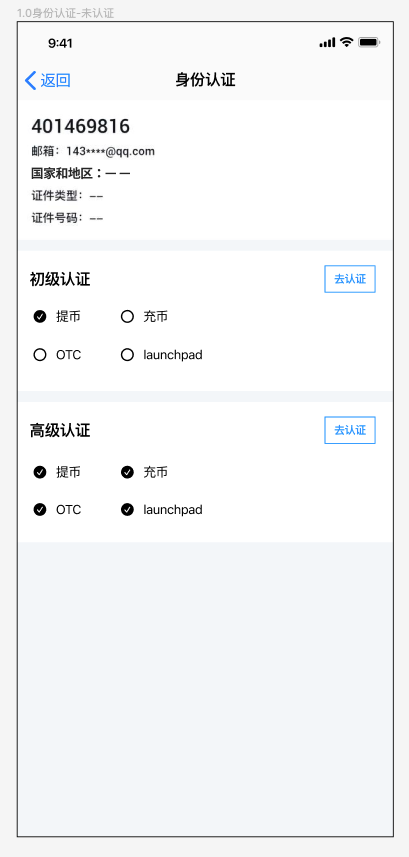 1.0身份认证-未认证
9:41
返回
身份认证
401469816
邮箱：143****@qq.com
国家和地区：— —
证件类型：--
证件号码：--
初级认证
去认证
提币 充币
OTC launchpad
高级认证
去认证
提币 充币
OTC launchpad